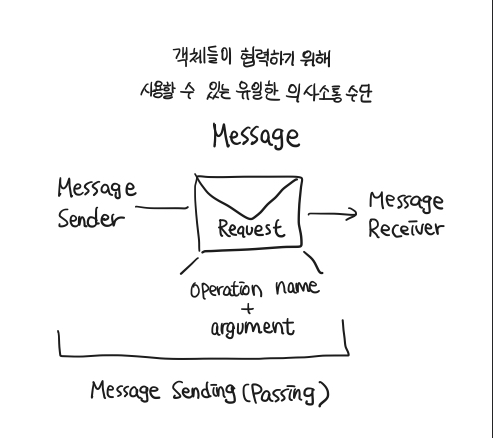 객체들이 협력하기 위해
사용할 수 있는 유일한 의사소통 수단
Message
Message
Sender
Request
Message
Receiver
operation name
+
argument
Message Sending (Passing)